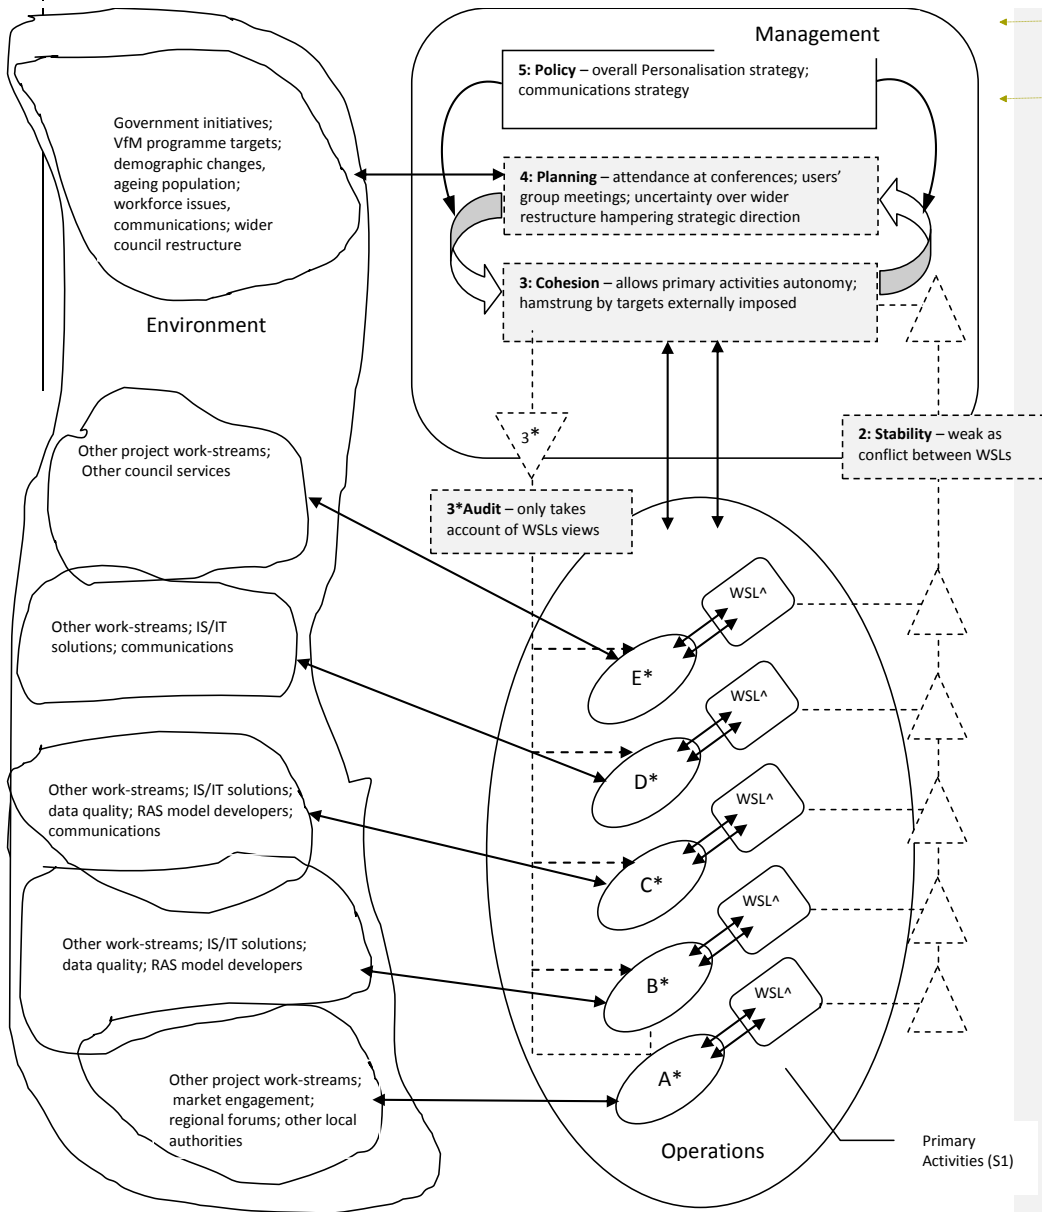 Management
5: Policy – overall Personalisation strategy;
communications strategy
Government initiatives;
VfM programme targets;
demographic changes,
ageing population;
workforce issues,
communications; wider
council restructure
4: Planning – attendance at conferences; users’
group meetings; uncertainty over wider
restructure hampering strategic direction
3: Cohesion – allows primary activities autonomy;
hamstrung by targets externally imposed
Environment
3*
2: Stability – weak as
conflict between WSLs
Other project work-streams;
Other council services
3*Audit – only takes
account of WSLs views
WSL^
E*
Other work-streams; IS/IT
solutions; communications
WSL^
D*
Other work-streams; IS/IT solutions;
data quality; RAS model developers;
communications
WSL^
C*
Other work-streams; IS/IT solutions;
data quality; RAS model developers
WSL^
B*
WSL^
A*
Other project work-streams;
market engagement;
regional forums; other local
authorities
Operations
Primary
Activities (S1)